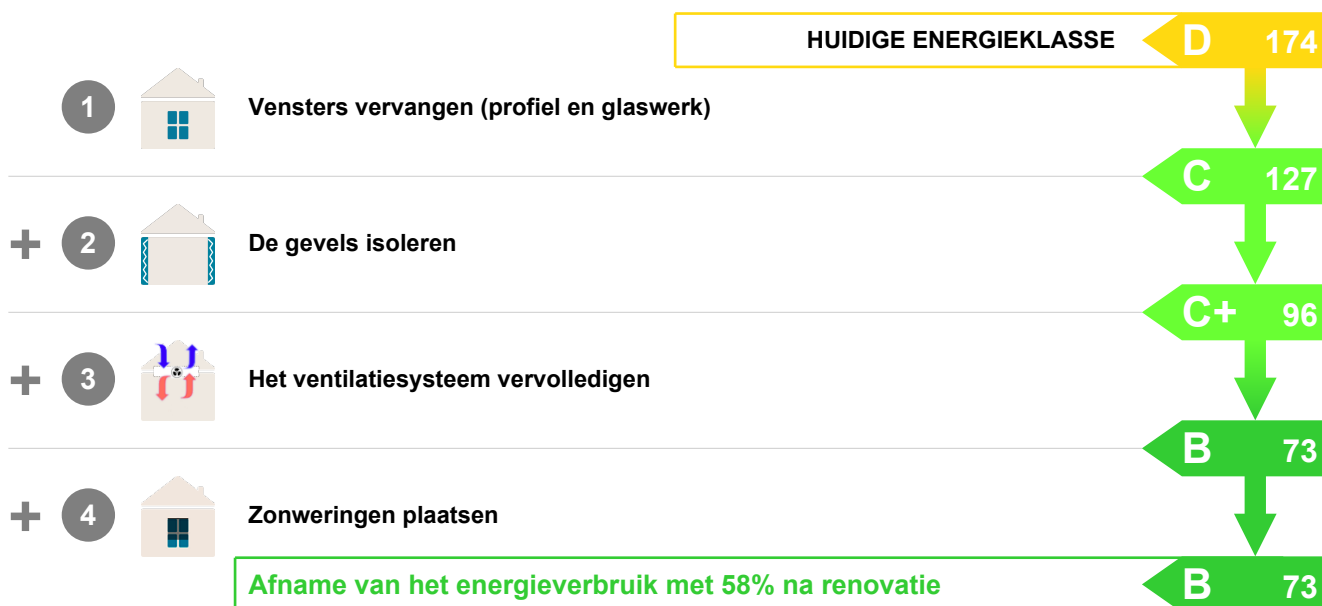 HUIDIGE ENERGIEKLASSE D 174
1 Vensters vervangen (profiel en glaswerk)
C 127
+ 2 De gevels isoleren
C+ 96
+ 3 Het ventilatiesysteem vervolledigen
B 73
+ 4 Zonweringen plaatsen
Afname van het energieverbruik met 58% na renovatie B 73